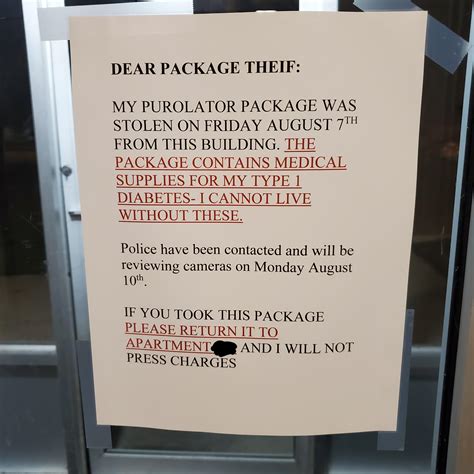 DEAR PACKAGE THEIF:
MY PUROLATOR PACKAGE WAS
STOLEN ON FRIDAY AUGUST 7TH
FROM THIS BUILDING. THE
PACKAGE CONTAINS MEDICAL
SUPPLIES FOR MY TYPE 1
DIABETES- I CANNOT LIVE
WITHOUT THESE.
Police have been contacted and will be
reviewing cameras on Monday August
10th.
IF YOU TOOK THIS PACKAGE
PLEASE RETURN IT TO
APARTMENT AND I WILL NOT
PRESS CHARGES